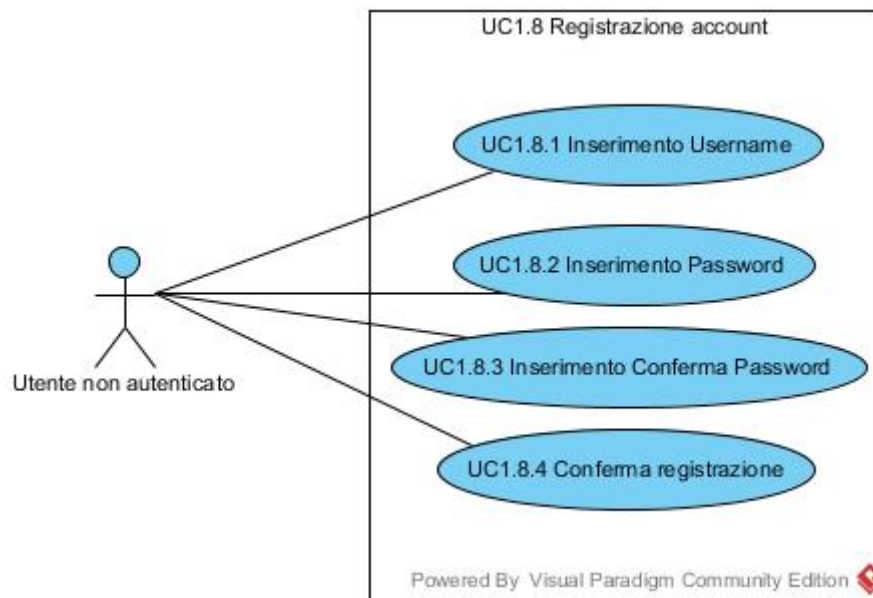 UC1.8 Registrazione account
UC1.8.1 Inserimento Username
UC1.8.2 Inserimento Password
UC1.8.3 Inserimento Conferma Password
Utente non autenticato
UC1.8.4 Conferma registrazione
Powered By Visual Paradigm Community Edition